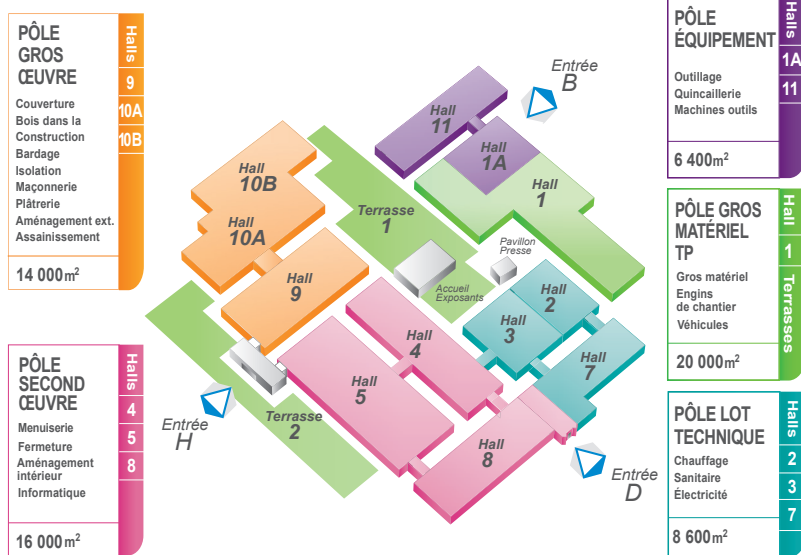 PÔLE
GROS
ŒUVRE
Couverture
Bois dans la
Construction
Bardage
Isolation
Maçonnerie
Plâtrerie
Aménagement ext.
Assainissement
14 000m²
Halls
9
10A
10B
PÔLE
SECOND
ŒUVRE
Menuiserie
Fermeture
Aménagement
intérieur
Informatique
16 000m²
Halls
4
5
8
Entrée
B
Hall
11
Hall
1A
Hall
1
Hall
10B
Hall
10A
Terrasse
1
Pavillon
Presse
Accueil
Exposants
Hall
9
Hall
2
Hall
3
Hall
4
Hall
7
Hall
5
Terrasse
2
Hall
8
Entrée
H
Entrée
D
PÔLE
ÉQUIPEMENT
Outillage
Quincaillerie
Machines outils
6 400m²
Halls
1A
11
PÔLE GROS
MATÉRIEL
TP
Gros matériel
Engins
de chantier
Véhicules
20 000m²
Hall
1
Terrasses
PÔLE LOT
TECHNIQUE
Chauffage
Sanitaire
Électricité
8 600m²
Halls
2
3
7